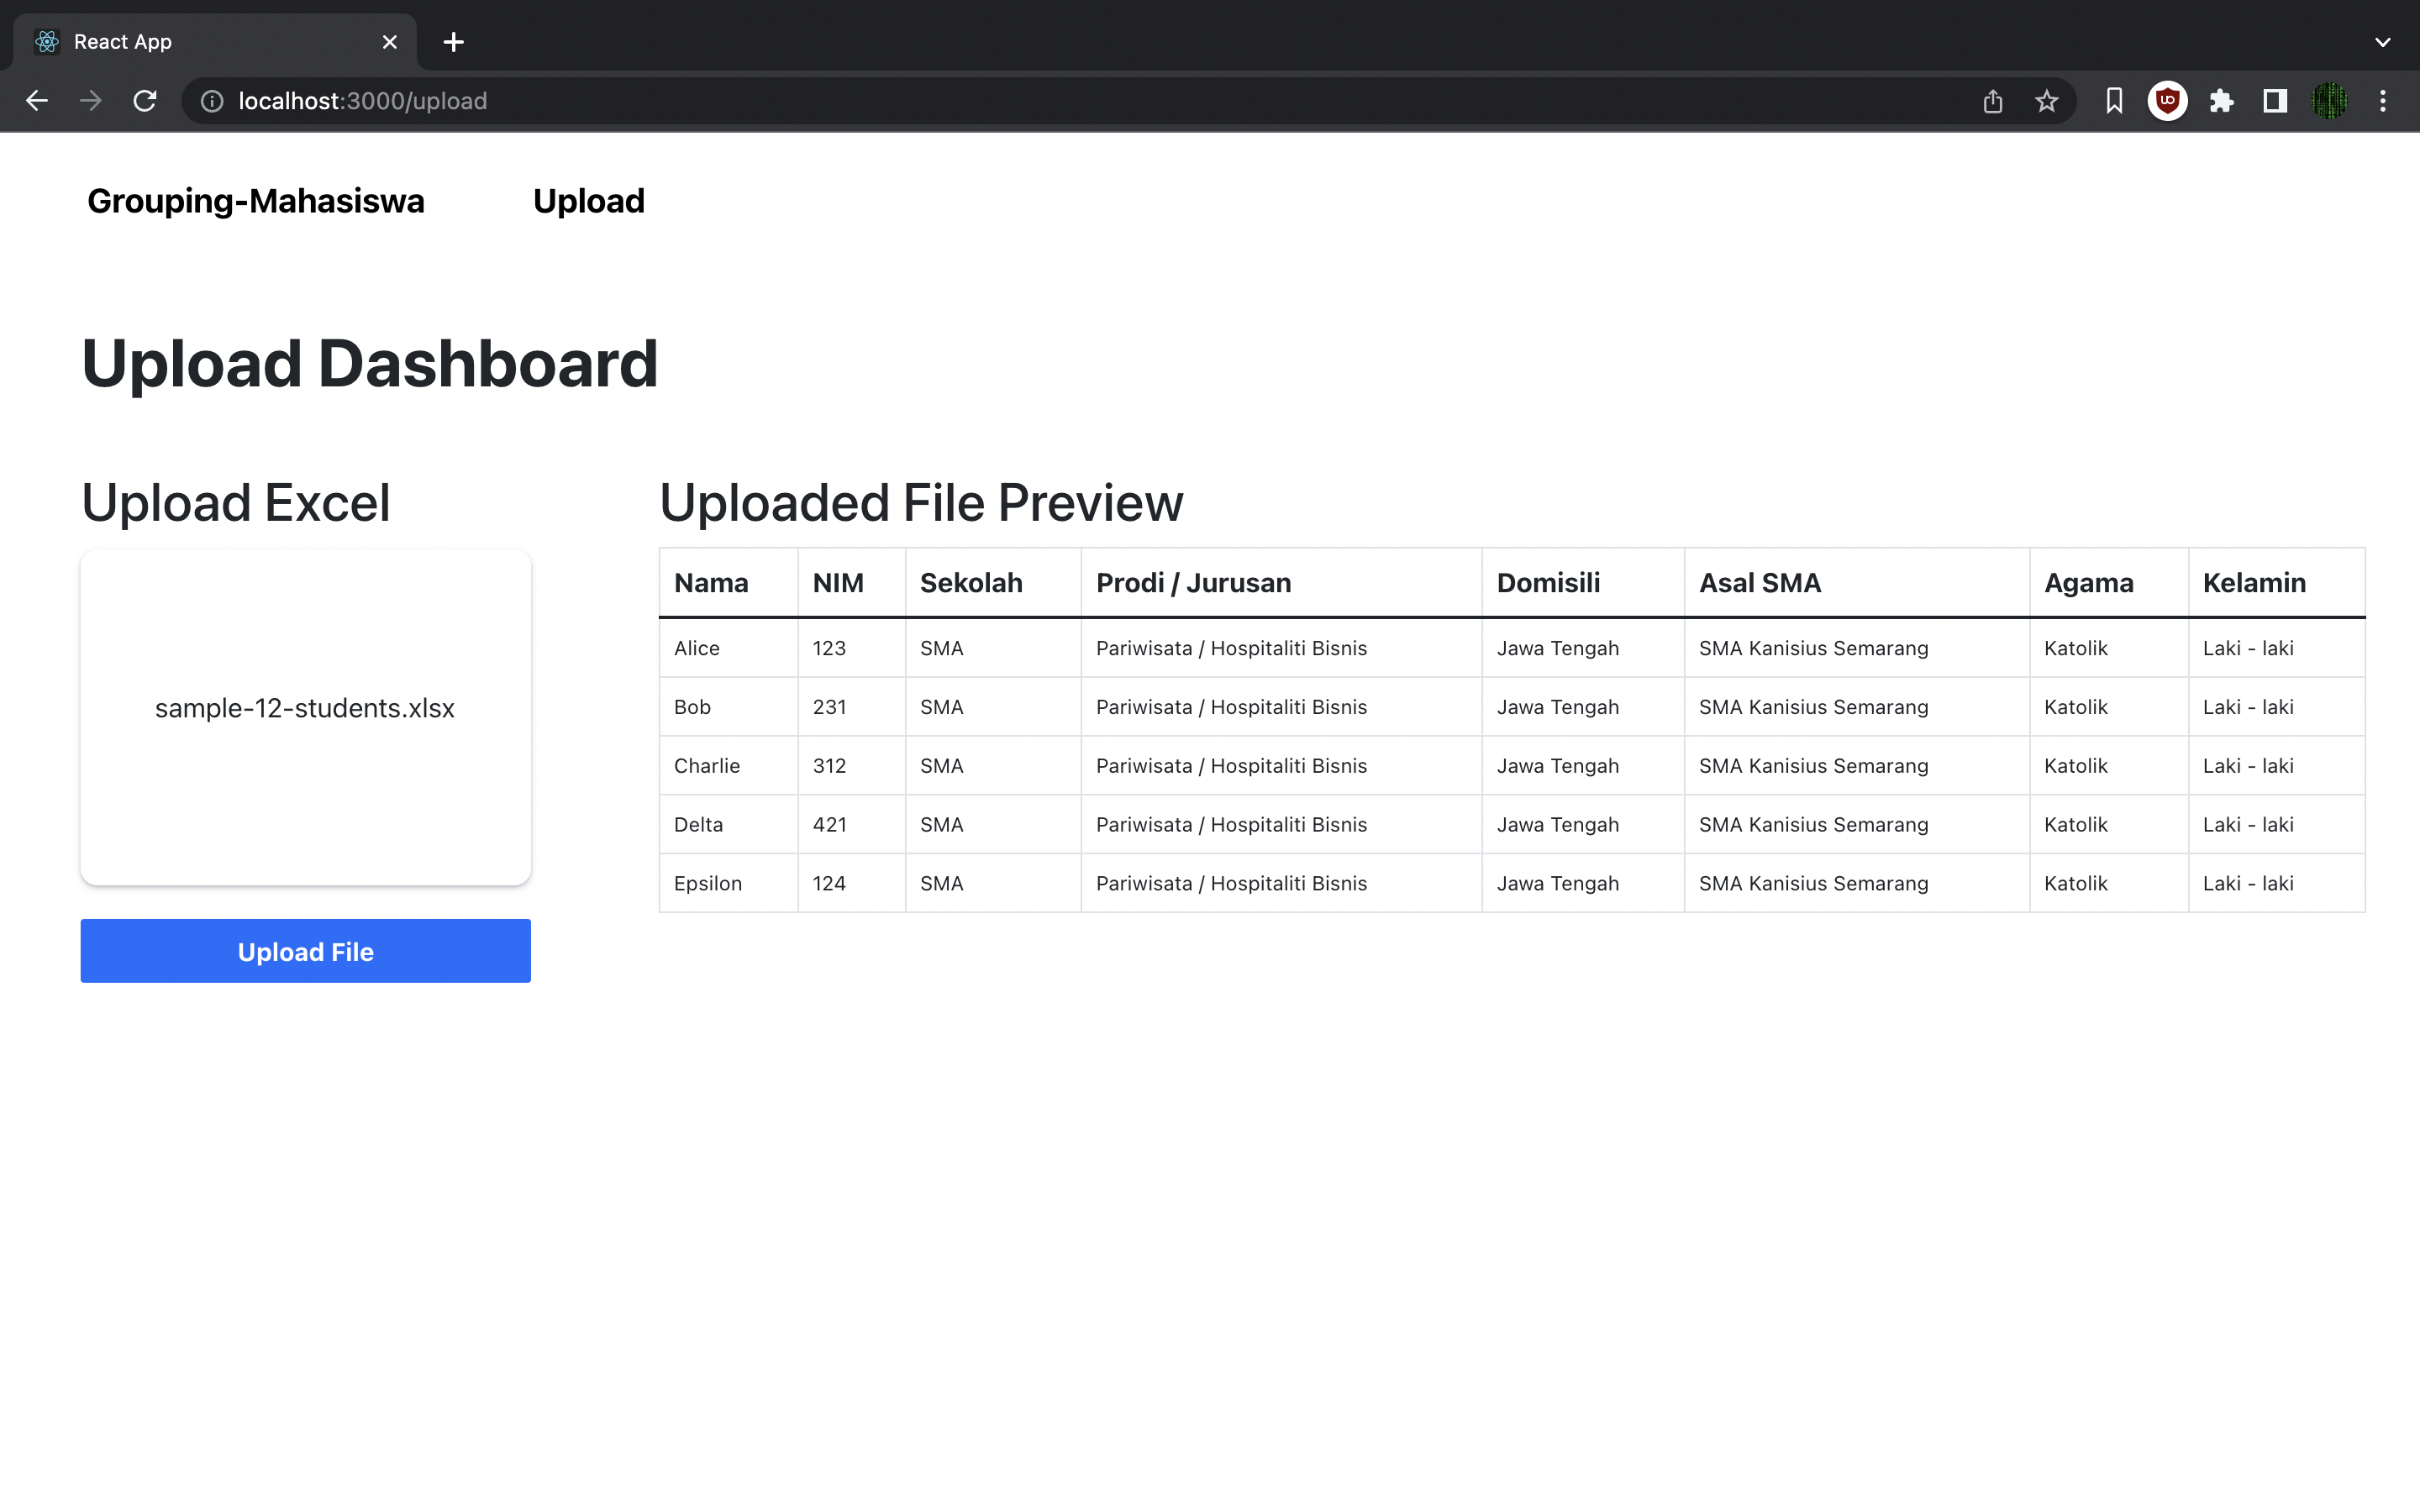 React App
localhost:3000/upload
Grouping-Mahasiswa Upload
Upload Dashboard
Upload Excel
sample-12-students.xlsx
Upload File
Uploaded File Preview
Nama NIM Sekolah Prodi / Jurusan Domisili Asal SMA Agama Kelamin
Alice 123 SMA Pariwisata / Hospitaliti Bisnis Jawa Tengah SMA Kanisius Semarang Katolik Laki - laki
Bob 231 SMA Pariwisata / Hospitaliti Bisnis Jawa Tengah SMA Kanisius Semarang Katolik Laki - laki
Charlie 312 SMA Pariwisata / Hospitaliti Bisnis Jawa Tengah SMA Kanisius Semarang Katolik Laki - laki
Delta 421 SMA Pariwisata / Hospitaliti Bisnis Jawa Tengah SMA Kanisius Semarang Katolik Laki - laki
Epsilon 124 SMA Pariwisata / Hospitaliti Bisnis Jawa Tengah SMA Kanisius Semarang Katolik Laki - laki